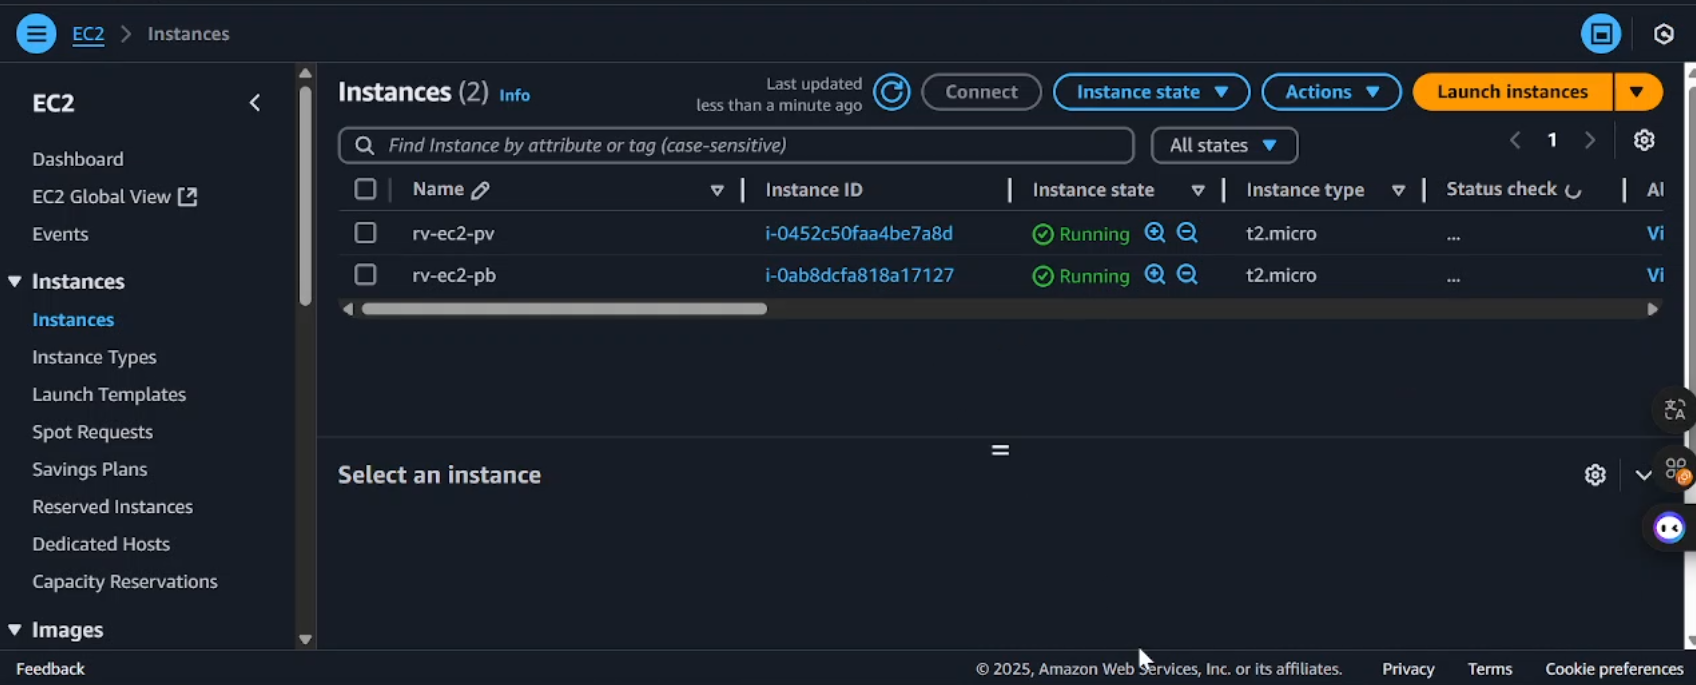 EC2 Instances
EC2
Dashboard
EC2 Global View
Events
Instances
Instances
Instance Types
Launch Templates
Spot Requests
Savings Plans
Reserved Instances
Dedicated Hosts
Capacity Reservations
Images
Instances (2) Info
Last updated
less than a minute ago
Connect
Instance state
Actions
Launch instances
Find Instance by attribute or tag (case-sensitive)
All states
1
Name Instance ID Instance state Instance type Status check Al
rv-ec2-pv i-0452c50faa4be7a8d Running t2.micro ... Vi
rv-ec2-pb i-0ab8dcfa818a17127 Running t2.micro ... Vi
Select an instance
Feedback
© 2025, Amazon Web Services, Inc. or its affiliates. Privacy Terms Cookie preferences